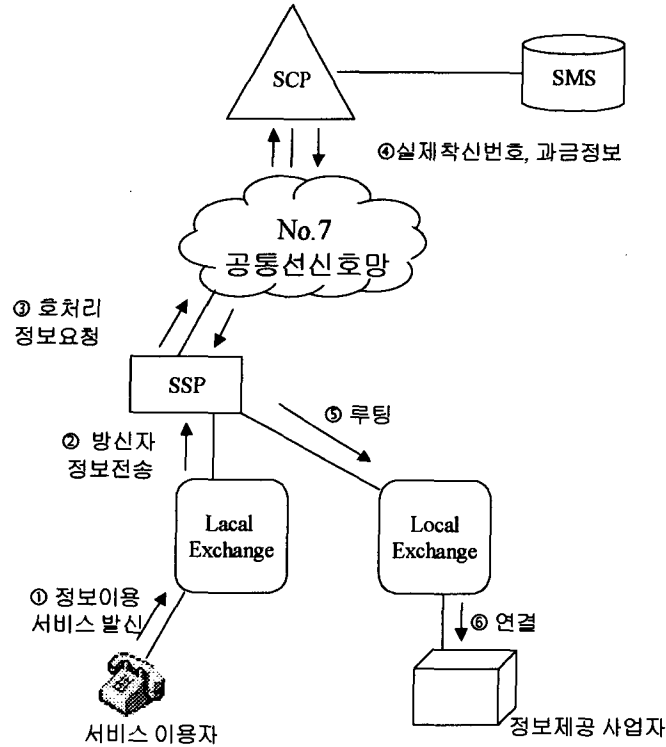 SCP
SMS
④실제착신번호, 과금정보
No.7
공통선신호망
③ 호처리
정보요청
SSP
⑤ 루팅
② 방신자
정보전송
Lacal
Exchange
Local
Exchange
① 정보이용
서비스 발신
⑥ 연결
서비스 이용자
정보제공 사업자